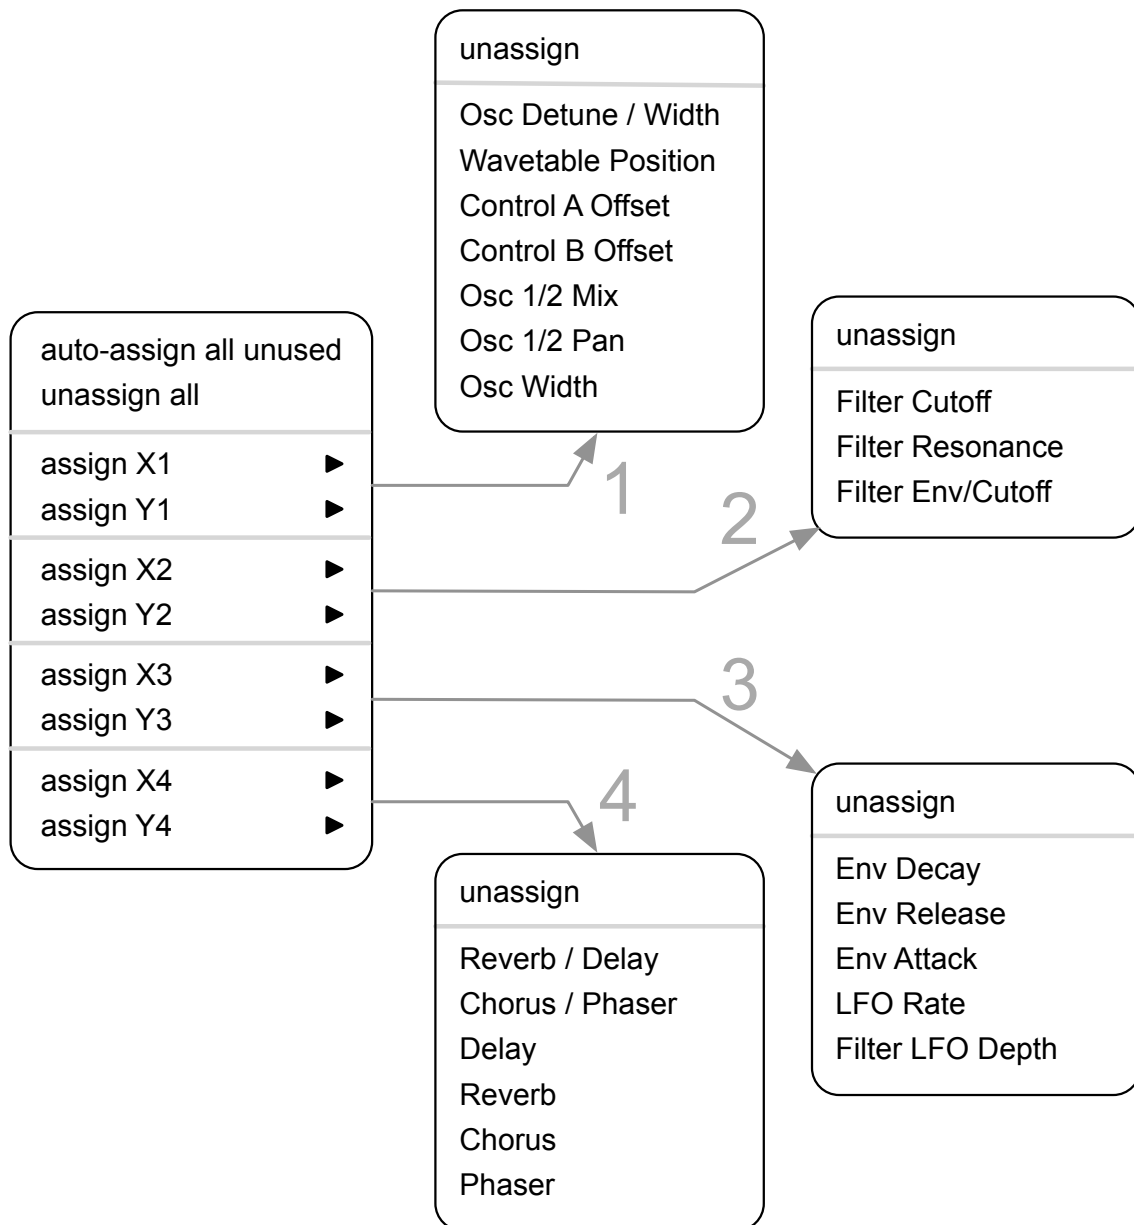 unassign
Osc Detune / Width
Wavetable Position
Control A Offset
Control B Offset
Osc 1/2 Mix
Osc 1/2 Pan
Osc Width
auto-assign all unused
unassign all
assign X1
assign Y1
assign X2
assign Y2
assign X3
assign Y3
assign X4
assign Y4
1
2
3
4
unassign
Filter Cutoff
Filter Resonance
Filter Env/Cutoff
unassign
Env Decay
Env Release
Env Attack
LFO Rate
Filter LFO Depth
unassign
Reverb / Delay
Chorus / Phaser
Delay
Reverb
Chorus
Phaser